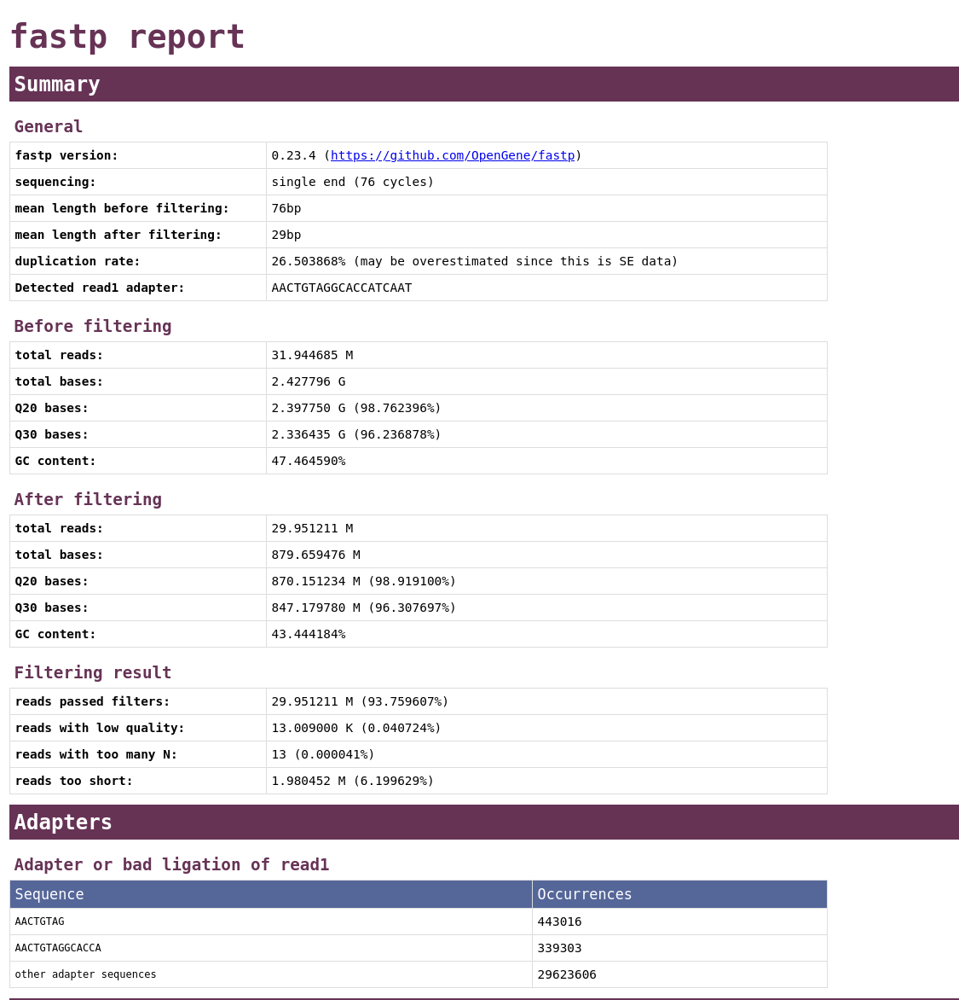 fastp report
Summary
General
fastp version: 0.23.4 (https://github.com/OpenGene/fastp)
sequencing: single end (76 cycles)
mean length before filtering: 76bp
mean length after filtering: 29bp
duplication rate: 26.503868% (may be overestimated since this is SE data)
Detected read1 adapter: AACTGTAGGCACCATCAAT
Before filtering
total reads: 31.944685 M
total bases: 2.427796 G
Q20 bases: 2.397750 G (98.762396%)
Q30 bases: 2.336435 G (96.236878%)
GC content: 47.464590%
After filtering
total reads: 29.951211 M
total bases: 879.659476 M
Q20 bases: 870.151234 M (98.919100%)
Q30 bases: 847.179780 M (96.307697%)
GC content: 43.444184%
Filtering result
reads passed filters: 29.951211 M (93.759607%)
reads with low quality: 13.009000 K (0.040724%)
reads with too many N: 13 (0.000041%)
reads too short: 1.980452 M (6.199629%)
Adapters
Adapter or bad ligation of read1
Sequence Occurrences
AACTGTAG 443016
AACTGTAGGCACCA 339303
other adapter sequences 29623606